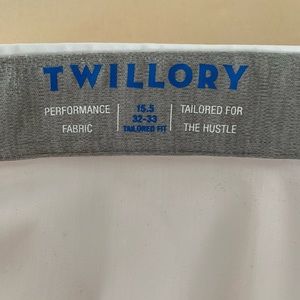 TWILLORY
PERFORMANCE
FABRIC
15.5
32-33
TAILORED FIT
TAILORED FOR
THE HUSTLE